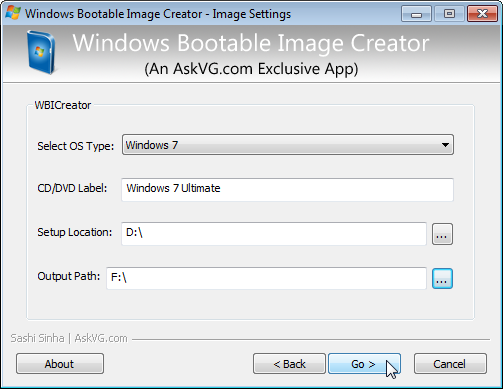 Windows Bootable Image Creator - Image Settings
Windows Bootable Image Creator
(An AskVG.com Exclusive App)
WBICreator
Select OS Type: Windows 7
CD/DVD Label: Windows 7 Ultimate
Setup Location: D:\ ...
Output Path: F:\ ...
Sashi Sinha | AskVG.com
About < Back Go > Cancel